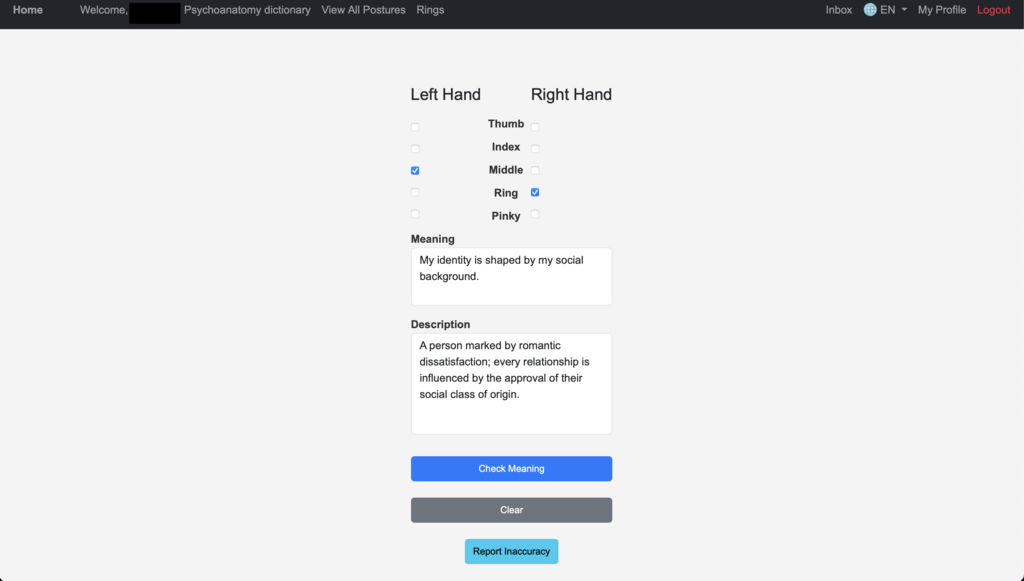 Home Welcome, Psychoanatomy dictionary View All Postures Rings Inbox EN My Profile Logout
Left Hand Right Hand
Thumb
Index
Middle
Ring
Pinky
Meaning
My identity is shaped by my social
background.
Description
A person marked by romantic
dissatisfaction; every relationship is
influenced by the approval of their
social class of origin.
Check Meaning
Clear
Report Inaccuracy